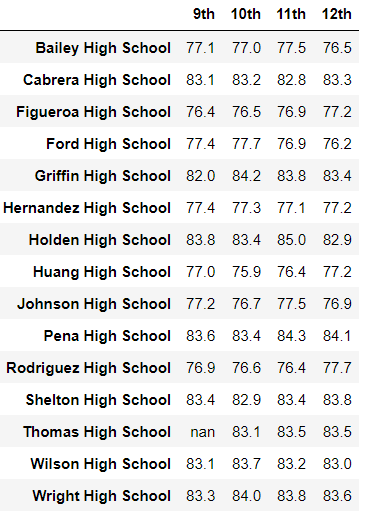 9th 10th 11th 12th
Bailey High School 77.1 77.0 77.5 76.5
Cabrera High School 83.1 83.2 82.8 83.3
Figueroa High School 76.4 76.5 76.9 77.2
Ford High School 77.4 77.7 76.9 76.2
Griffin High School 82.0 84.2 83.8 83.4
Hernandez High School 77.4 77.3 77.1 77.2
Holden High School 83.8 83.4 85.0 82.9
Huang High School 77.0 75.9 76.4 77.2
Johnson High School 77.2 76.7 77.5 76.9
Pena High School 83.6 83.4 84.3 84.1
Rodriguez High School 76.9 76.6 76.4 77.7
Shelton High School 83.4 82.9 83.4 83.8
Thomas High School nan 83.1 83.5 83.5
Wilson High School 83.1 83.7 83.2 83.0
Wright High School 83.3 84.0 83.8 83.6